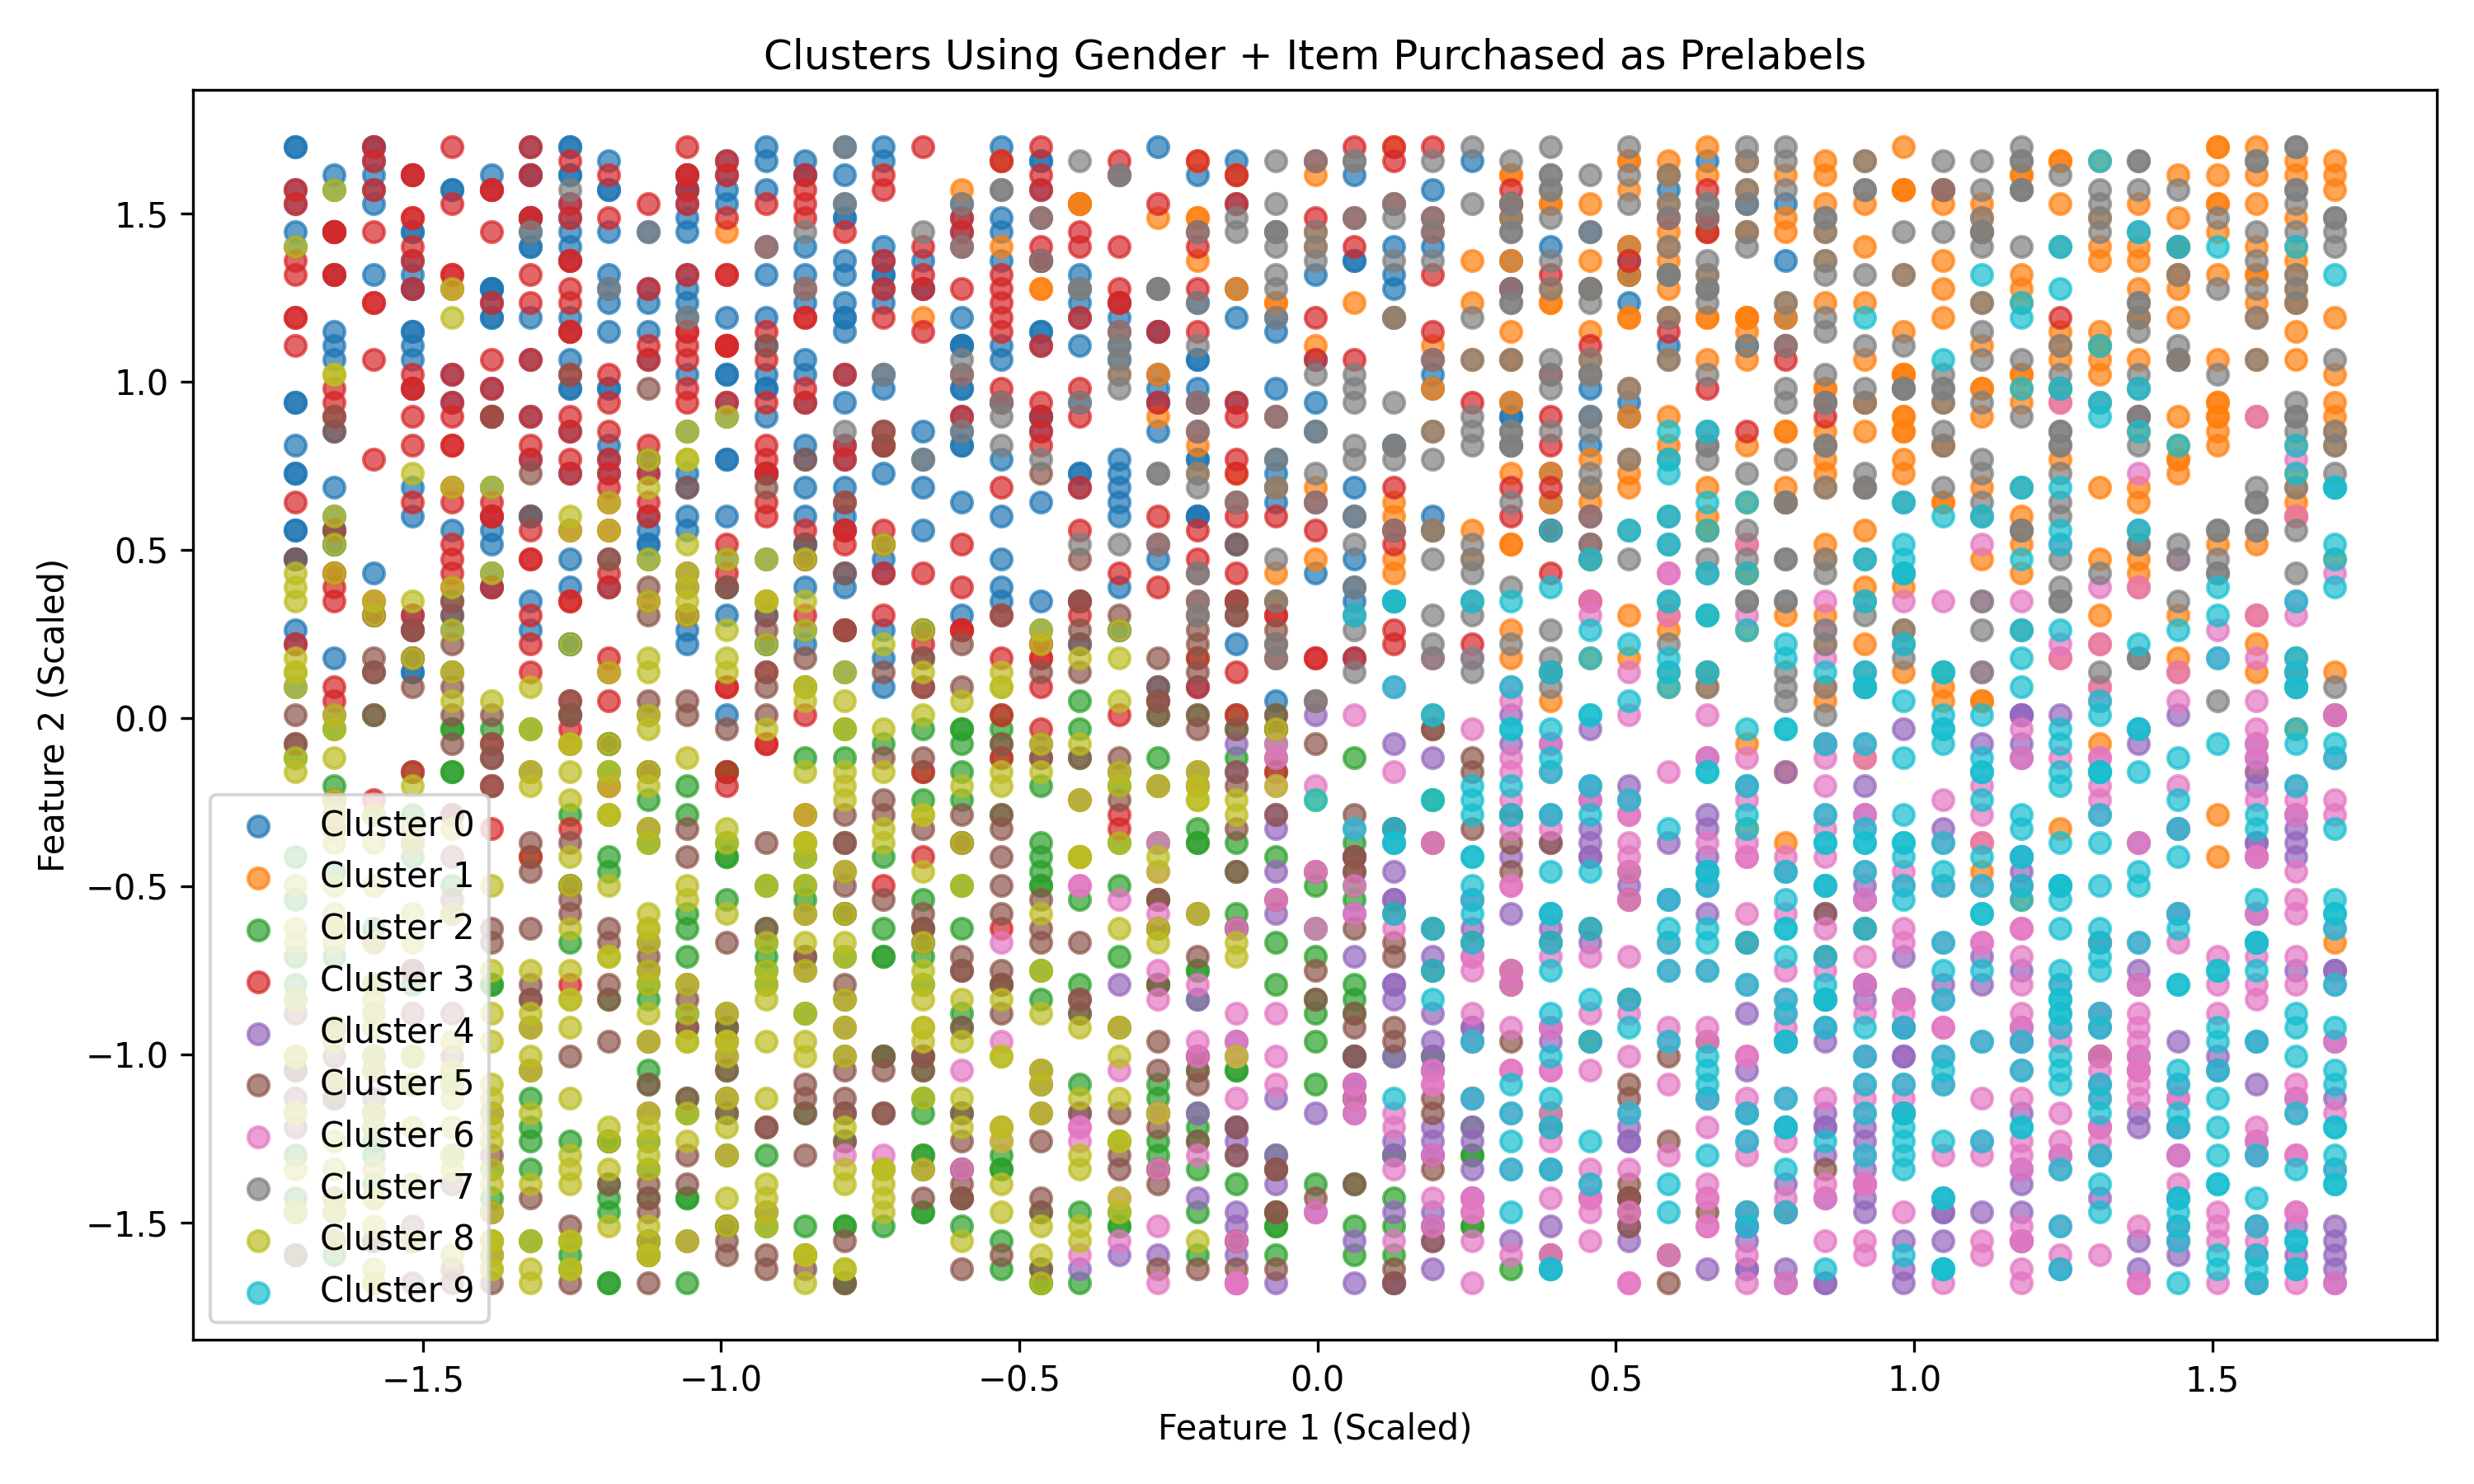 Clusters Using Gender + Item Purchased as Prelabels
Feature 2 (Scaled)
1.5
1.0
0.5
0.0
−0.5
−1.0
−1.5
Cluster 0
Cluster 1
Cluster 2
Cluster 3
Cluster 4
Cluster 5
Cluster 6
Cluster 7
Cluster 8
Cluster 9
−1.5 −1.0 −0.5 0.0 0.5 1.0 1.5
Feature 1 (Scaled)